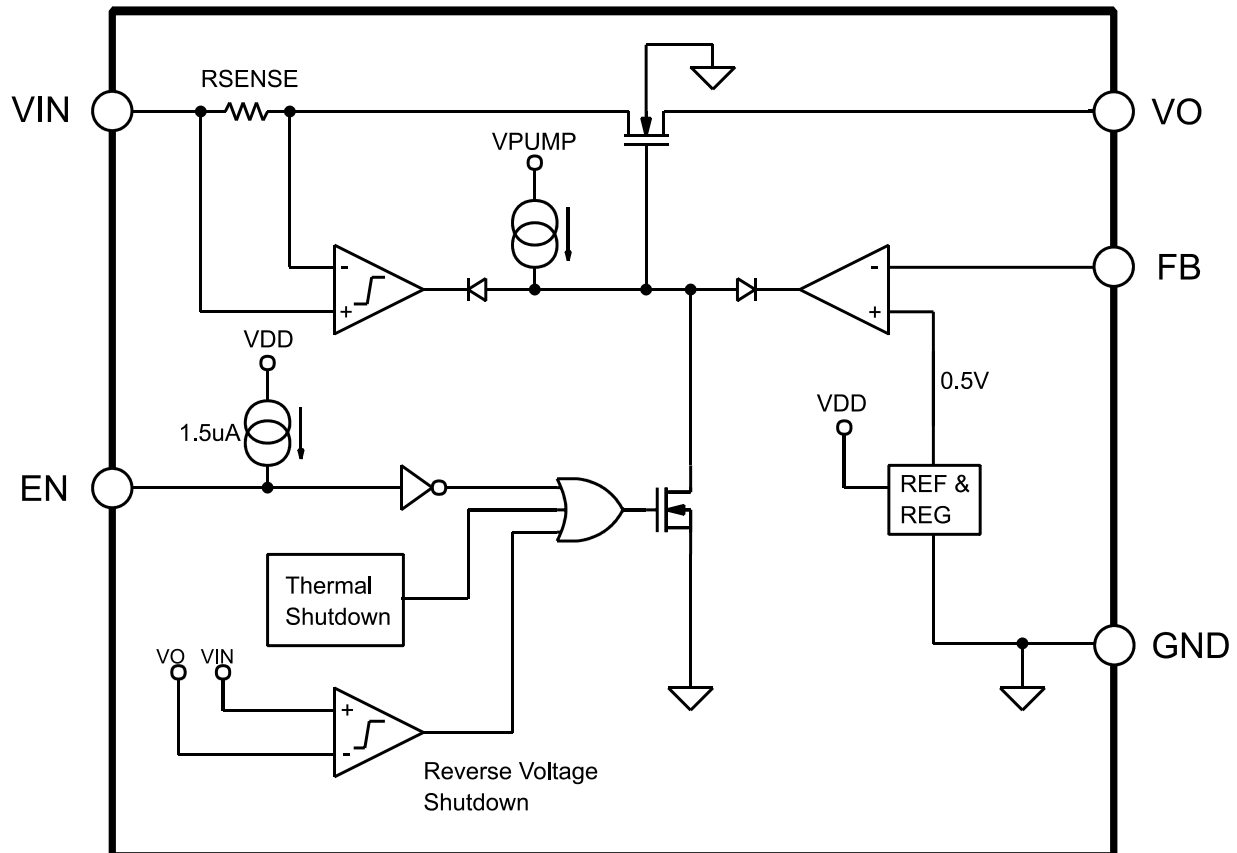 RSENSE
VIN
VO
VPUMP
FB
-
-
+
+
VDD
0.5V
1.5uA
VDD
EN
REF &
REG
Thermal
Shutdown
GND
VO
VIN
+
-
Reverse Voltage
Shutdown